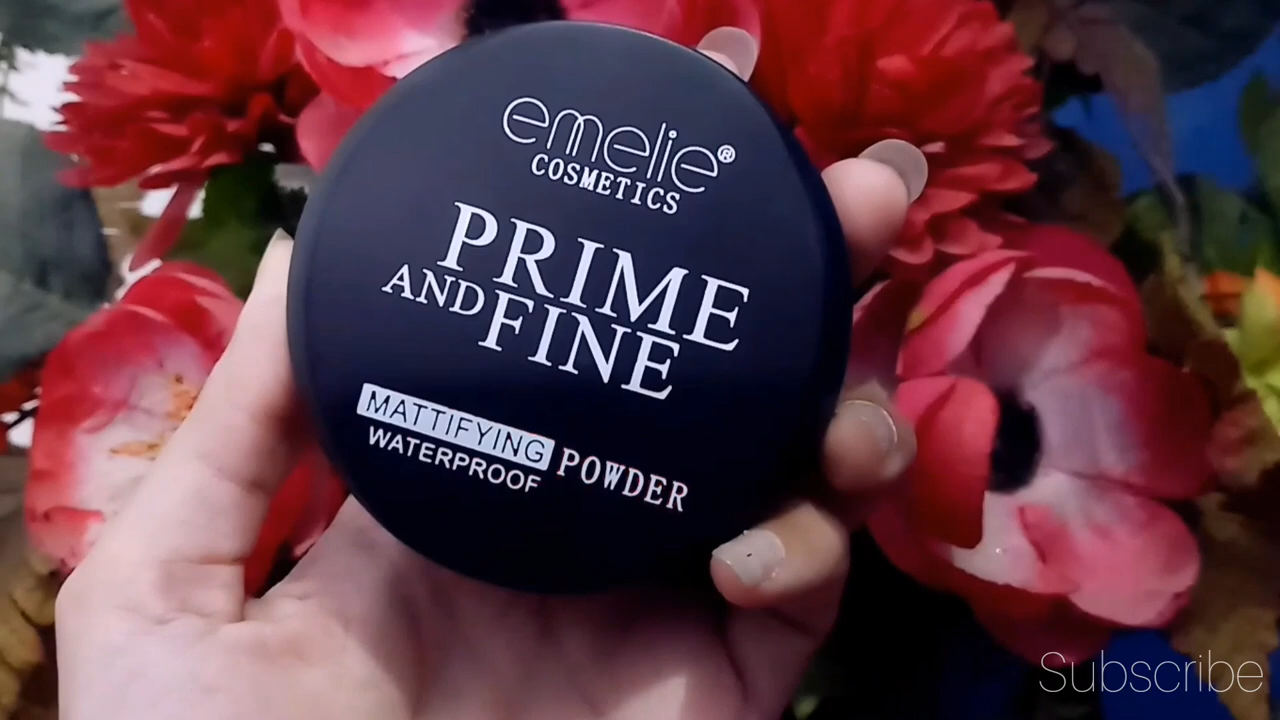 emelie®
COSMETICS
PRIME
AND FINE
MATTIFYING
WATERPROOF POWDER
Subscribe